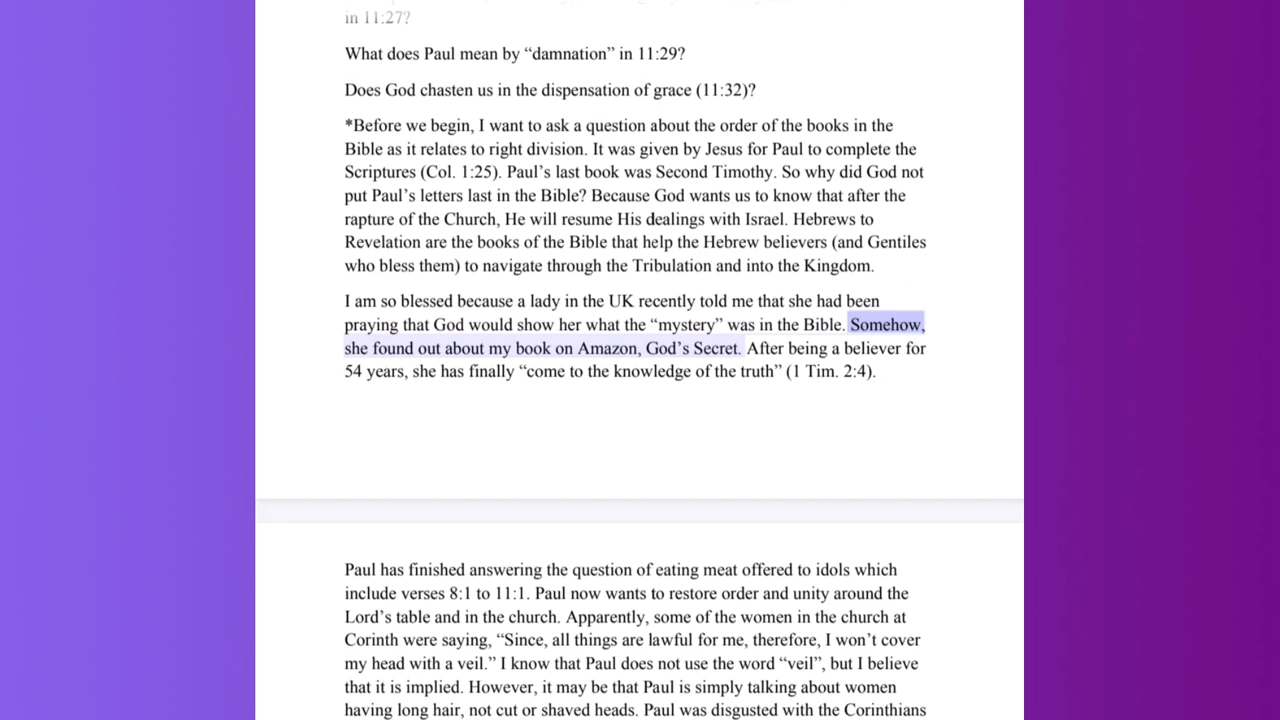 in 11:27?
What does Paul mean by “damnation” in 11:29?
Does God chasten us in the dispensation of grace (11:32)?
*Before we begin, I want to ask a question about the order of the books in the
Bible as it relates to right division. It was given by Jesus for Paul to complete the
Scriptures (Col. 1:25). Paul’s last book was Second Timothy. So why did God not
put Paul’s letters last in the Bible? Because God wants us to know that after the
rapture of the Church, He will resume His dealings with Israel. Hebrews to
Revelation are the books of the Bible that help the Hebrew believers (and Gentiles
who bless them) to navigate through the Tribulation and into the Kingdom.
I am so blessed because a lady in the UK recently told me that she had been
praying that God would show her what the “mystery” was in the Bible. Somehow,
she found out about my book on Amazon, God’s Secret. After being a believer for
54 years, she has finally “come to the knowledge of the truth” (1 Tim. 2:4).
Paul has finished answering the question of eating meat offered to idols which
include verses 8:1 to 11:1. Paul now wants to restore order and unity around the
Lord’s table and in the church. Apparently, some of the women in the church at
Corinth were saying, “Since, all things are lawful for me, therefore, I won’t cover
my head with a veil.” I know that Paul does not use the word “veil”, but I believe
that it is implied. However, it may be that Paul is simply talking about women
having long hair, not cut or shaved heads. Paul was disgusted with the Corinthians